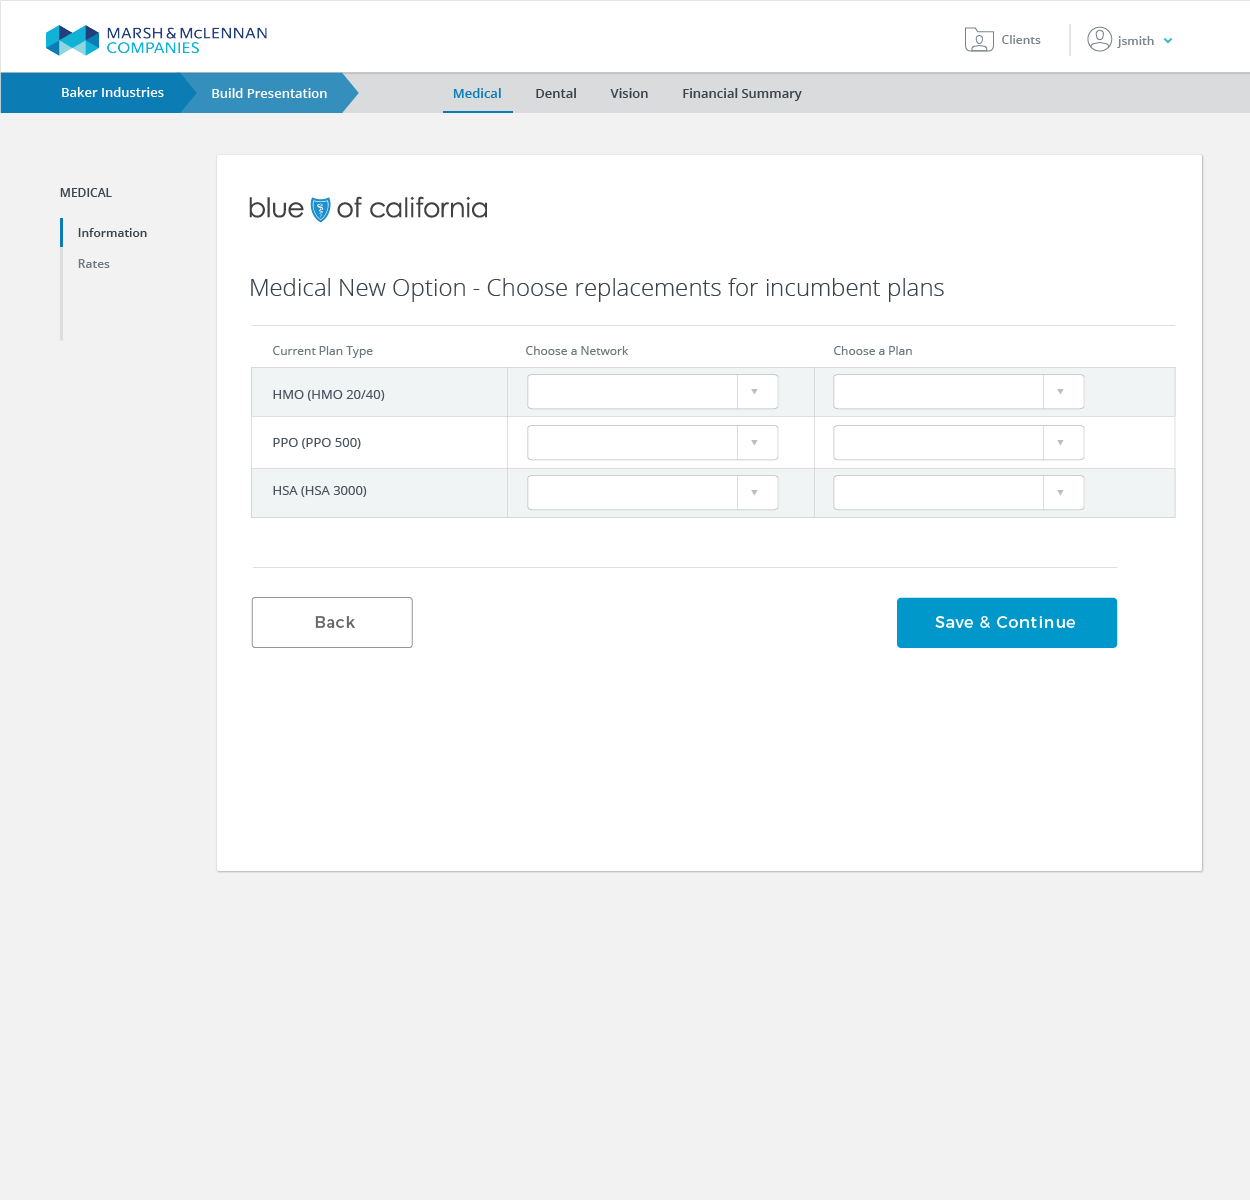 MARSH & McLENNAN
COMPANIES
Clients
jsmith
Baker Industries
Build Presentation
Medical
Dental
Vision
Financial Summary
MEDICAL
Information
Rates
blue of california
Medical New Option - Choose replacements for incumbent plans
Current Plan Type
Choose a Network
Choose a Plan
HMO (HMO 20/40)
PPO (PPO 500)
HSA (HSA 3000)
Back
Save & Continue